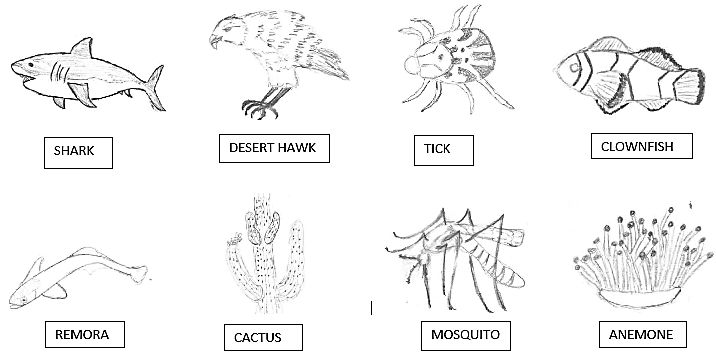 SHARK
DESERT HAWK
TICK
CLOWNFISH
REMORA
CACTUS
MOSQUITO
ANEMONE